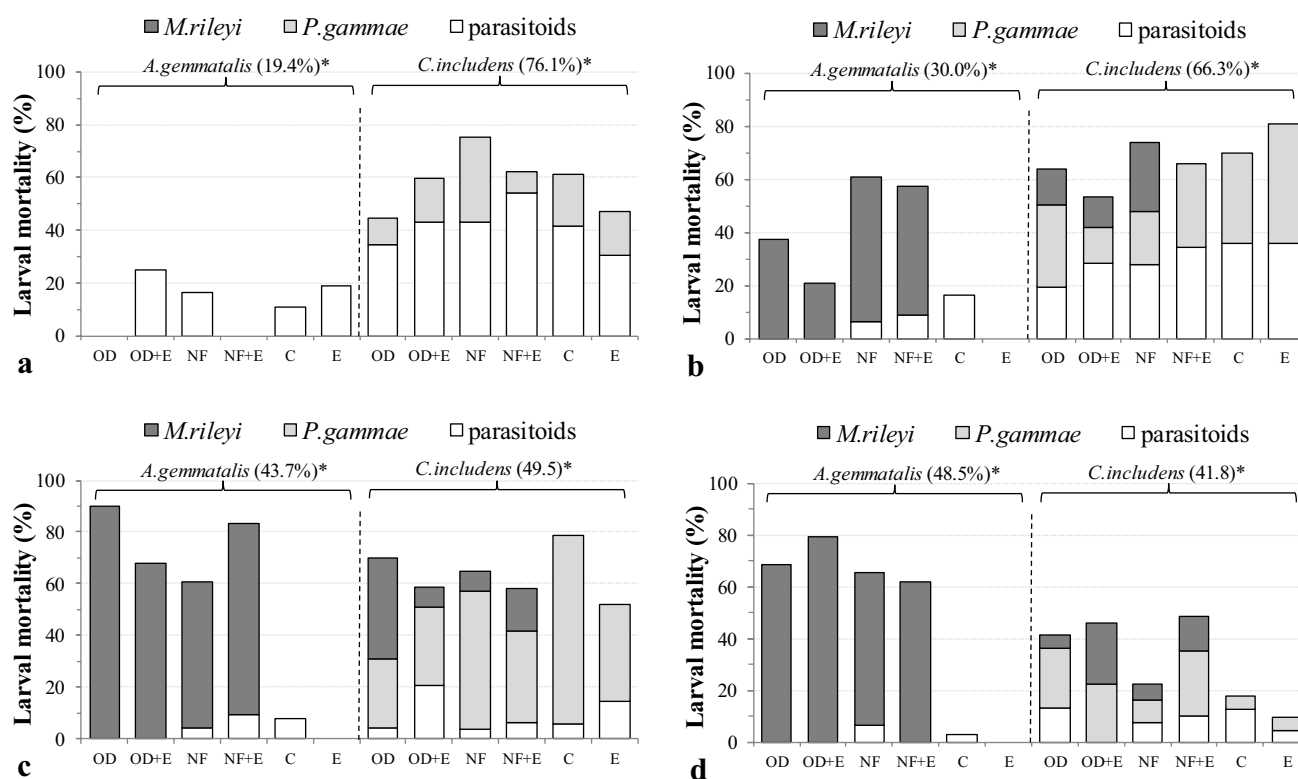 M.rileyi P.gammae parasitoids
A.gemmatalis (19.4%)* C.includens (76.1%)*
Larval mortality (%)
100
80
60
40
20
0
OD OD+E NF NF+E C E OD OD+E NF NF+E C E
a
M.rileyi P.gammae parasitoids
A.gemmatalis (30.0%)* C.includens (66.3%)*
Larval mortality (%)
100
80
60
40
20
0
OD OD+E NF NF+E C E OD OD+E NF NF+E C E
b
M.rileyi P.gammae parasitoids
A.gemmatalis (43.7%)* C.includens (49.5)*
Larval mortality (%)
100
80
60
40
20
0
OD OD+E NF NF+E C E OD OD+E NF NF+E C E
c
M.rileyi P.gammae parasitoids
A.gemmatalis (48.5%)* C.includens (41.8)*
Larval mortality (%)
100
80
60
40
20
0
OD OD+E NF NF+E C E OD OD+E NF NF+E C E
d